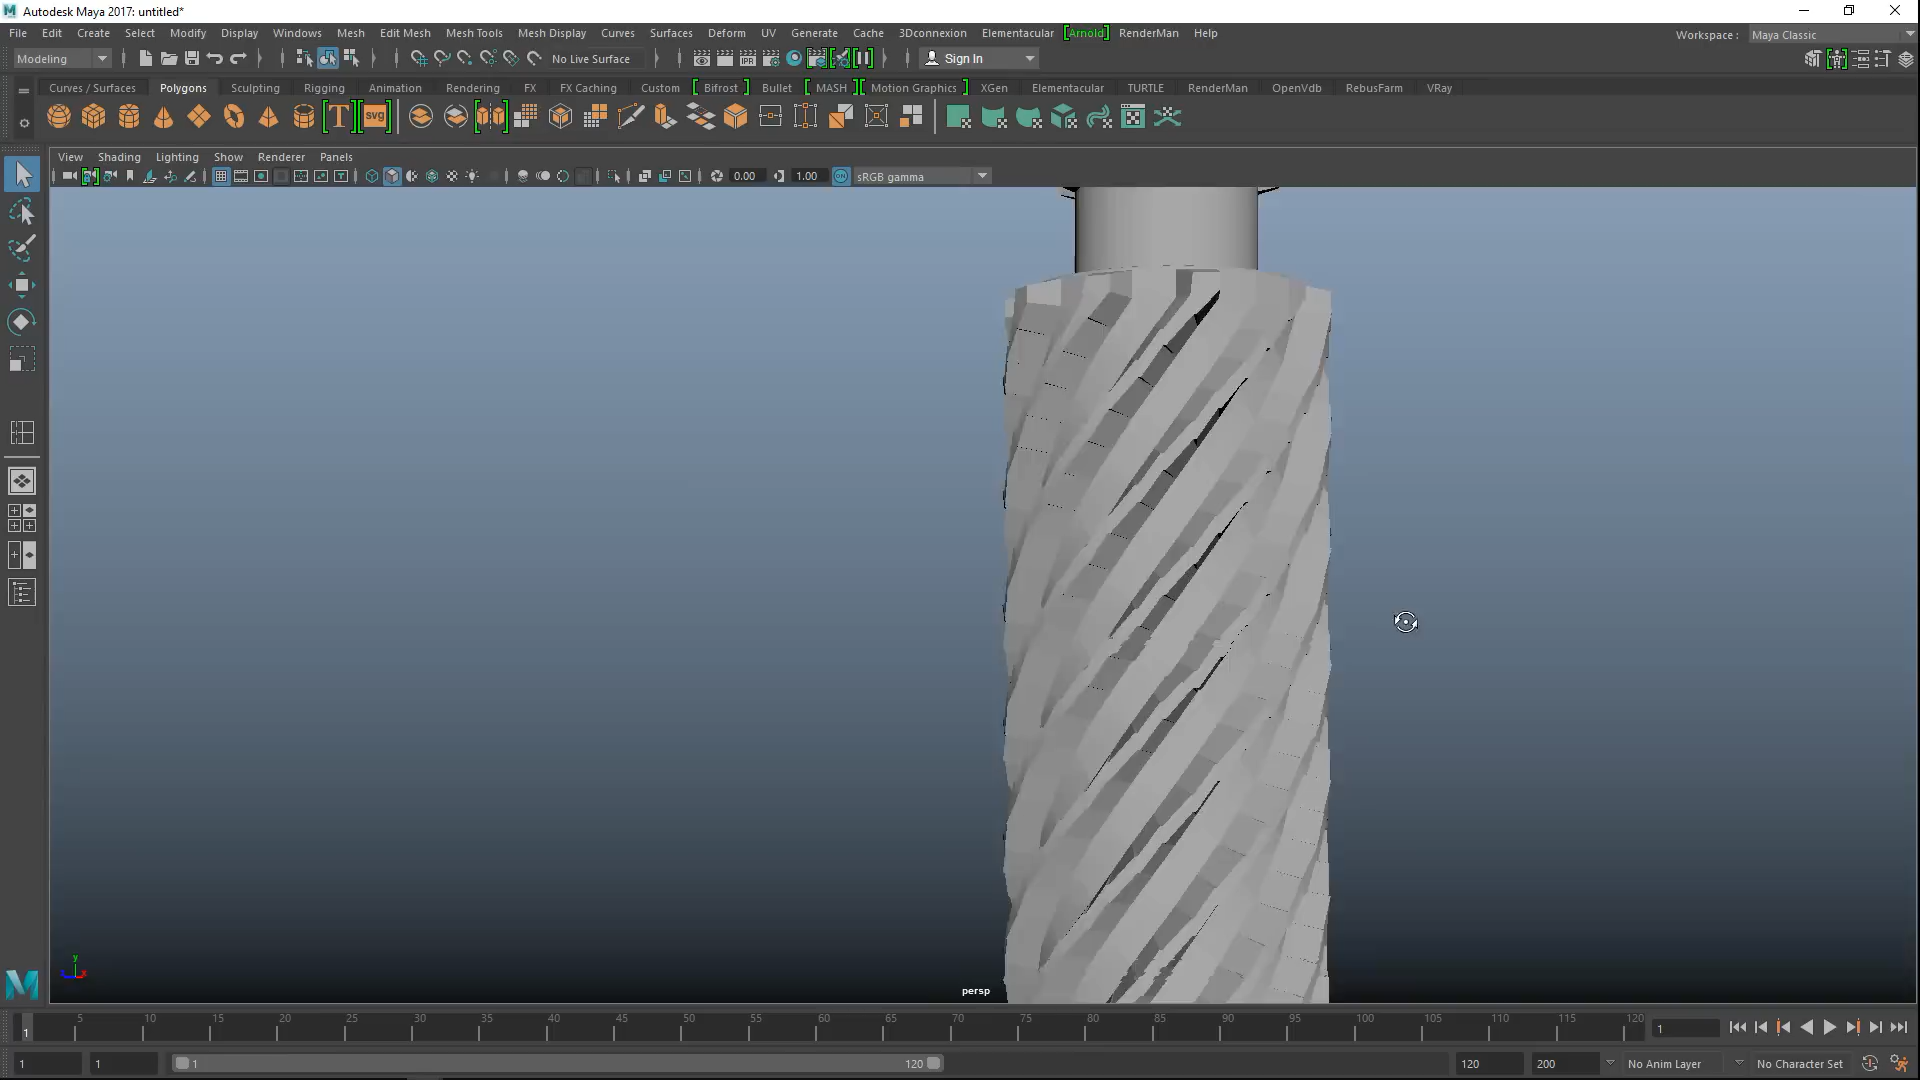 Autodesk Maya 2017: untitled*
File Edit Create Select Modify Display Windows Mesh Edit Mesh Mesh Tools Mesh Display Curves Surfaces Deform UV Generate Cache 3Dconnexion Elementacular [Arnold] RenderMan Help Workspace : Maya Classic
Modeling No Live Surface IPR Sign In
Curves / Surfaces Polygons Sculpting Rigging Animation Rendering FX FX Caching Custom Bifrost Bullet MASH Motion Graphics XGen Elementacular TURTLE RenderMan OpenVdb RebusFarm VRay
T svg
View Shading Lighting Show Renderer Panels
0.00 1.00 ON sRGB gamma
y
x
persp
5 10 15 20 25 30 35 40 45 50 55 60 65 70 75 80 85 90 95 100 105 110 115 120
1 1
1 1 1 120 120 200 No Anim Layer No Character Set